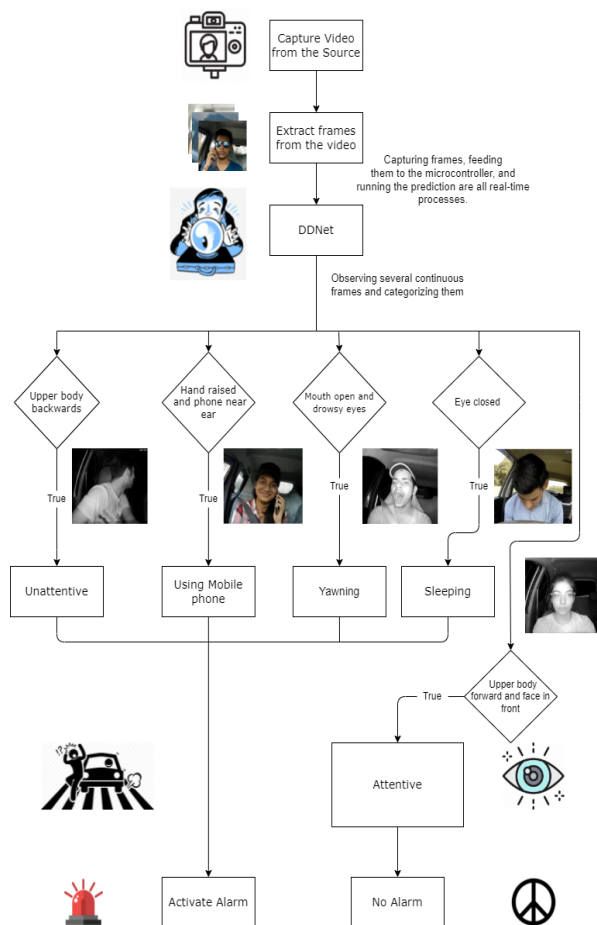 Capture Video
from the Source
Extract frames
from the video
Capturing frames, feeding
them to the microcontroller, and
running the prediction are all real-time
processes.
DDNet
Observing several continuous
frames and categorizing them
Upper body
backwards
Hand raised
and phone near
ear
Mouth open and
drowsy eyes
Eye closed
True
True
True
True
Unattentive
Using Mobile
phone
Yawning
Sleeping
Upper body
forward and face in
front
True
!?
Attentive
Activate Alarm
No Alarm